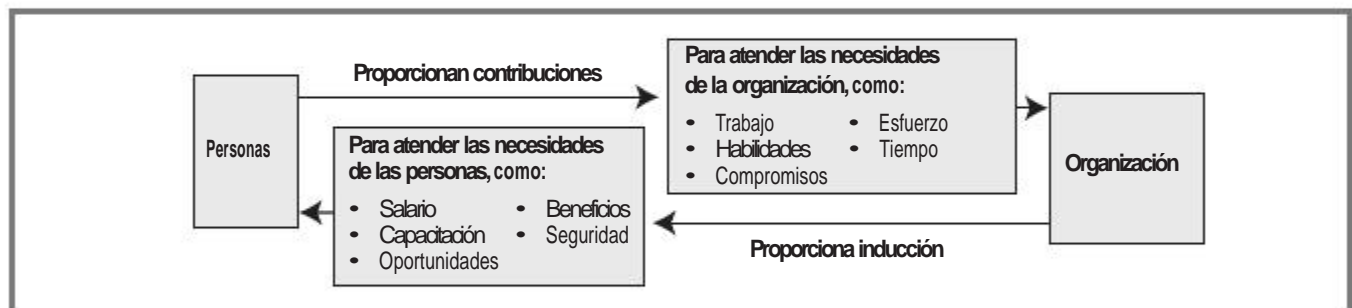 Proporcionan contribuciones
Para atender las necesidades
de la organización, como:
• Trabajo
• Habilidades
• Compromisos
• Esfuerzo
• Tiempo
Personas
Para atender las necesidades
de las personas, como:
• Salario
• Capacitación
• Oportunidades
• Beneficios
• Seguridad
Organización
Proporciona inducción